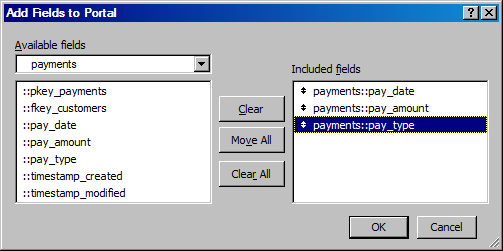 Add Fields to Portal
Available fields
payments
::pkey_payments
::fkey_customers
::pay_date
::pay_amount
::pay_type
::timestamp_created
::timestamp_modified
Clear
Move All
Clear All
Included fields
payments::pay_date
payments::pay_amount
payments::pay_type
OK
Cancel